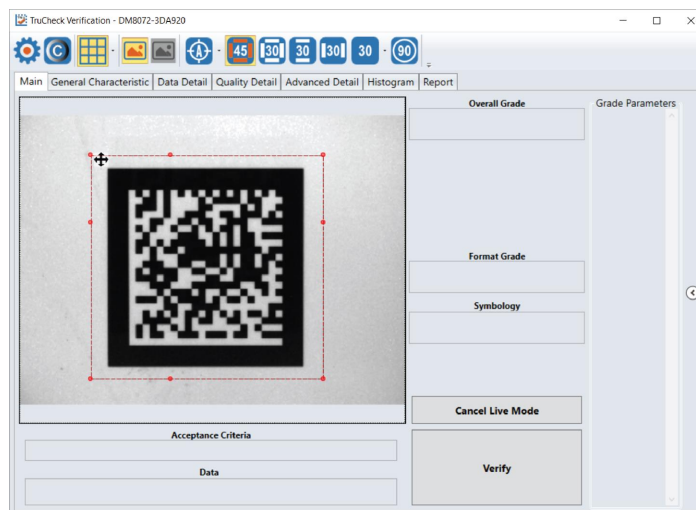 TruCheck Verification - DM8072-3DA920
C A 45 30 30 30 30 90
Main General Characteristic Data Detail Quality Detail Advanced Detail Histogram Report
Overall Grade
Grade Parameters
Format Grade
Symbology
Cancel Live Mode
Acceptance Criteria
Verify
Data